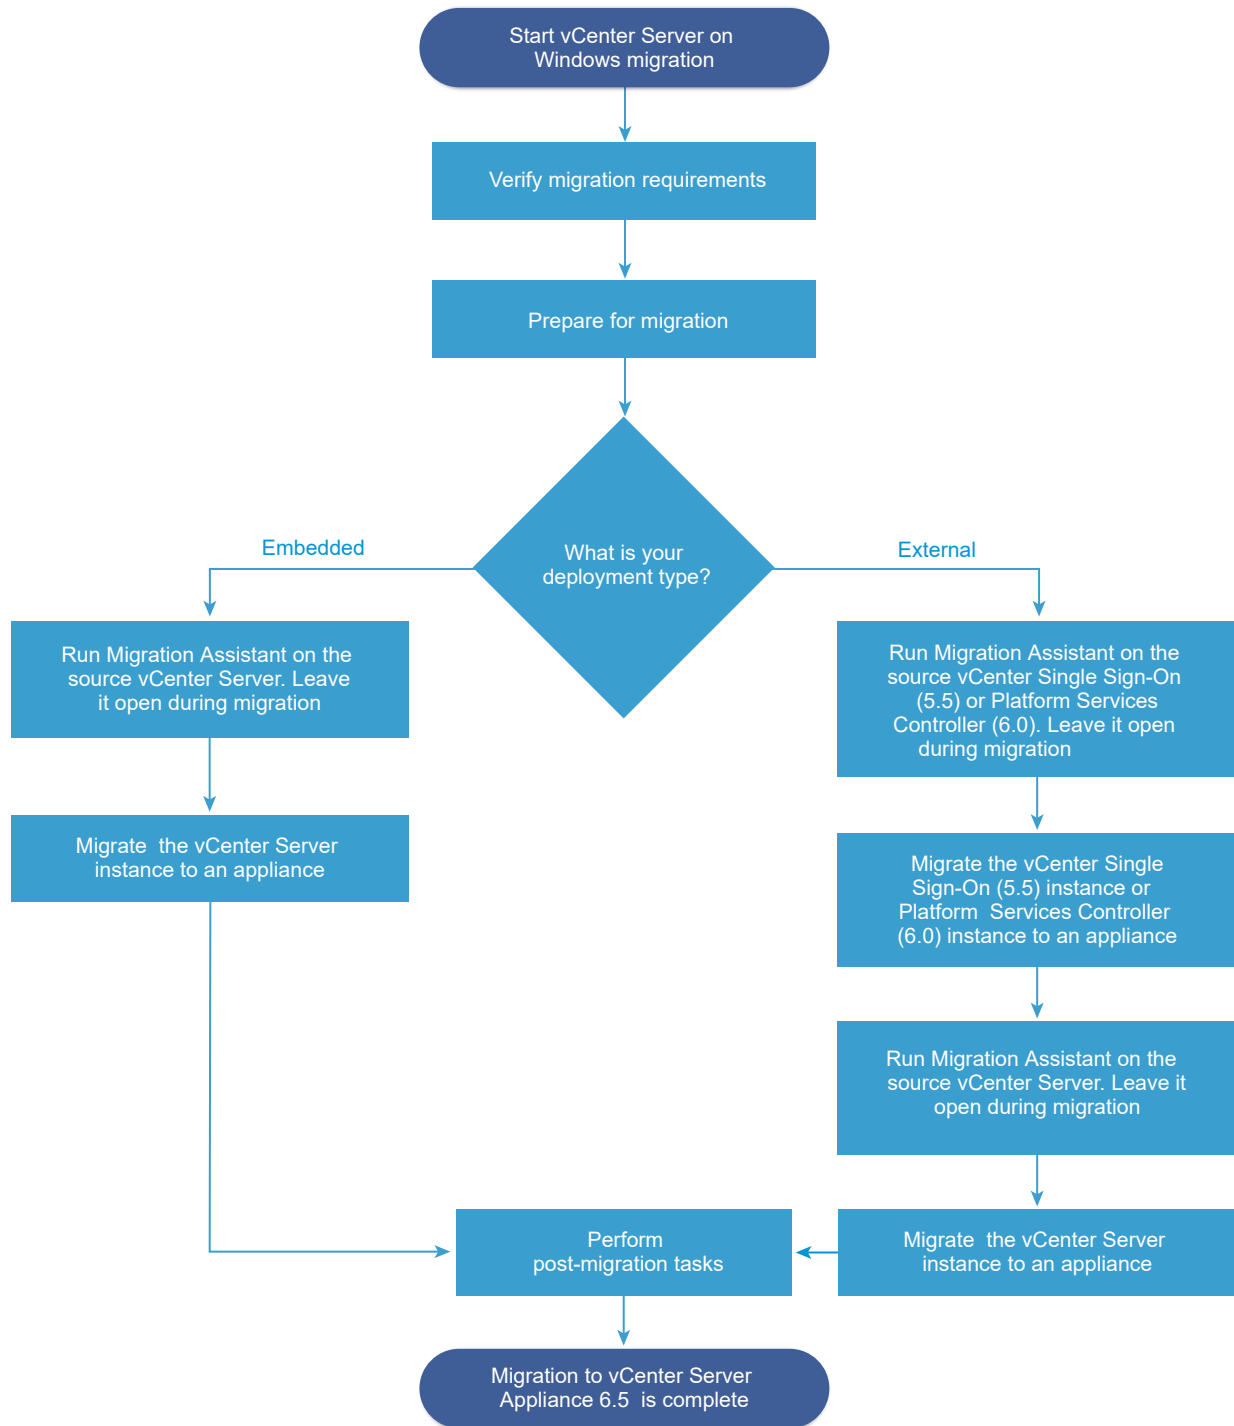 Start vCenter Server on
Windows migration
Verify migration requirements
Prepare for migration
What is your
deployment type?
Embedded
External
Run Migration Assistant on the
source vCenter Server. Leave
it open during migration
Migrate the vCenter Server
instance to an appliance
Run Migration Assistant on the
source vCenter Single Sign-On
(5.5) or Platform Services
Controller (6.0). Leave it open
during migration
Migrate the vCenter Single
Sign-On (5.5) instance or
Platform Services Controller
(6.0) instance to an appliance
Run Migration Assistant on the
source vCenter Server. Leave it
open during migration
Migrate the vCenter Server
instance to an appliance
Perform
post-migration tasks
Migration to vCenter Server
Appliance 6.5 is complete